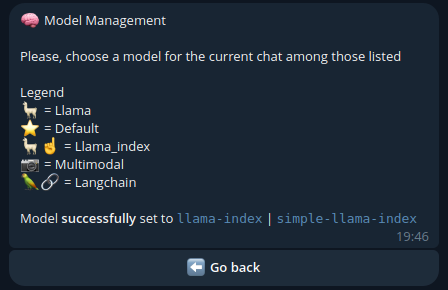 🧠 Model Management
Please, choose a model for the current chat among those listed
Legend
🦙 = Llama
⭐ = Default
🦙☝️ = Llama_index
📷 = Multimodal
🦜🔗 = Langchain
Model successfully set to llama-index | simple-llama-index
19:46
⬅️ Go back